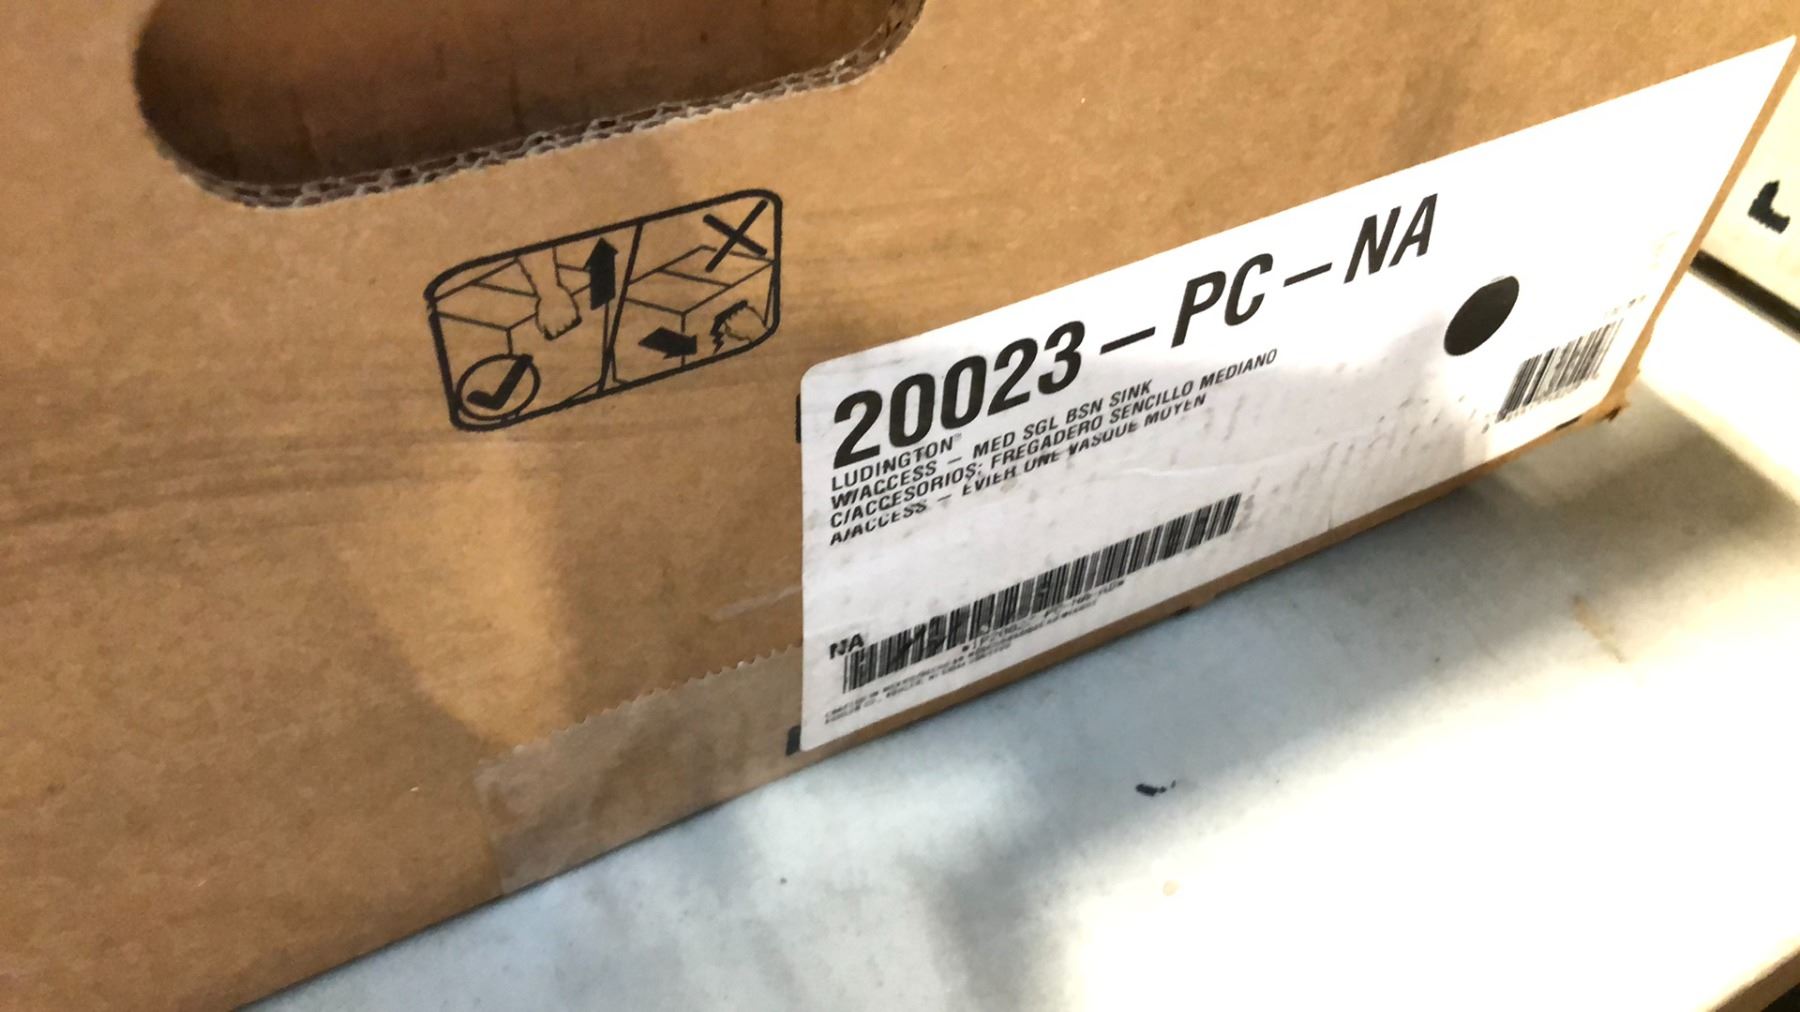 20023-PC-NA
LUDINGTON™
W/ACCESS - MED SGL BSN SINK
C/ACCESORIOS; FREGADERO SENCILLO MEDIANO
A/ACCESS - EVIER UNE VASQUE MOYEN
NA